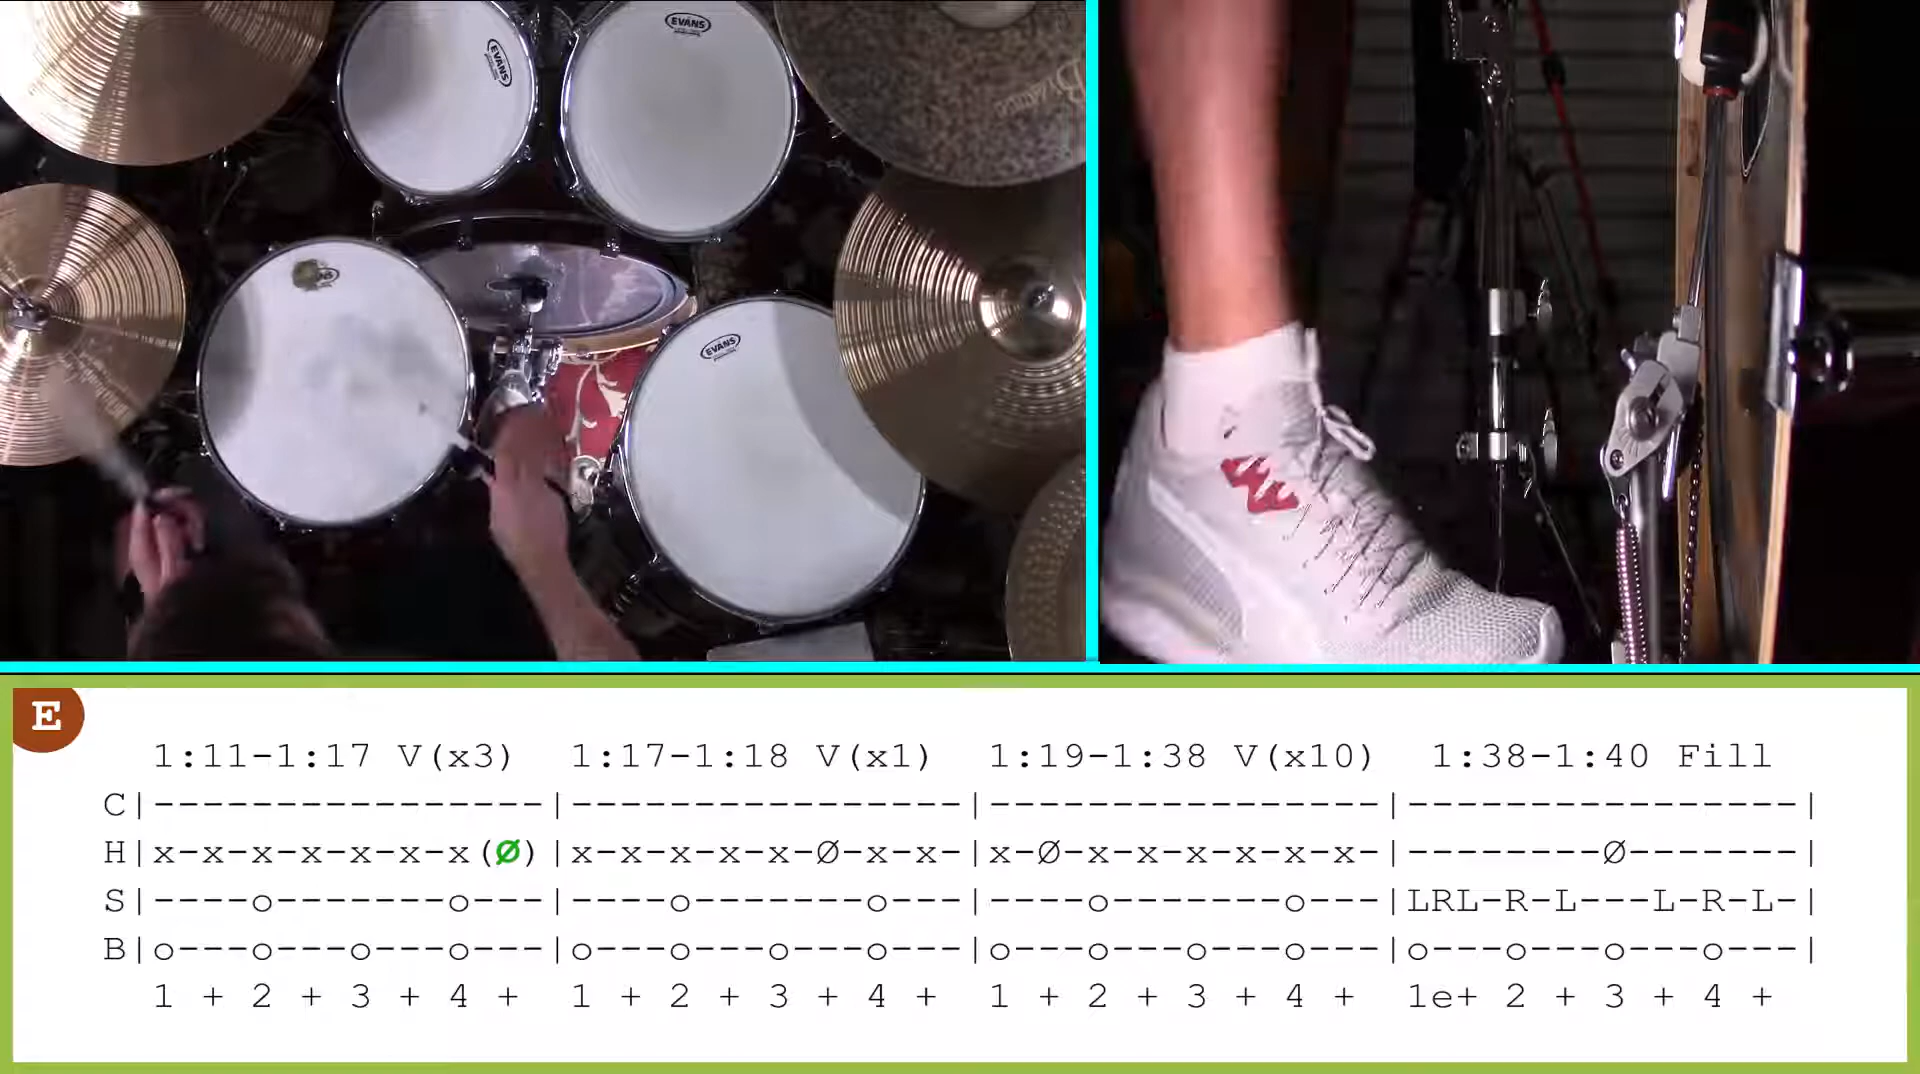 EVANS
EVANS
EVANS
E
1:11-1:17 V(x3) 1:17-1:18 V(x1) 1:19-1:38 V(x10) 1:38-1:40 Fill
C|----------------|----------------|----------------|----------------|
H|x-x-x-x-x-x-x(Ø)|x-x-x-x-x-Ø-x-x-|x-Ø-x-x-x-x-x-x-|--------Ø-------|
S|----o-------o---|----o-------o---|----o-------o---|LRL-R-L---L-R-L-|
B|o---o---o---o---|o---o---o---o---|o---o---o---o---|o---o---o---o---|
1 + 2 + 3 + 4 + 1 + 2 + 3 + 4 + 1 + 2 + 3 + 4 + 1e+ 2 + 3 + 4 +